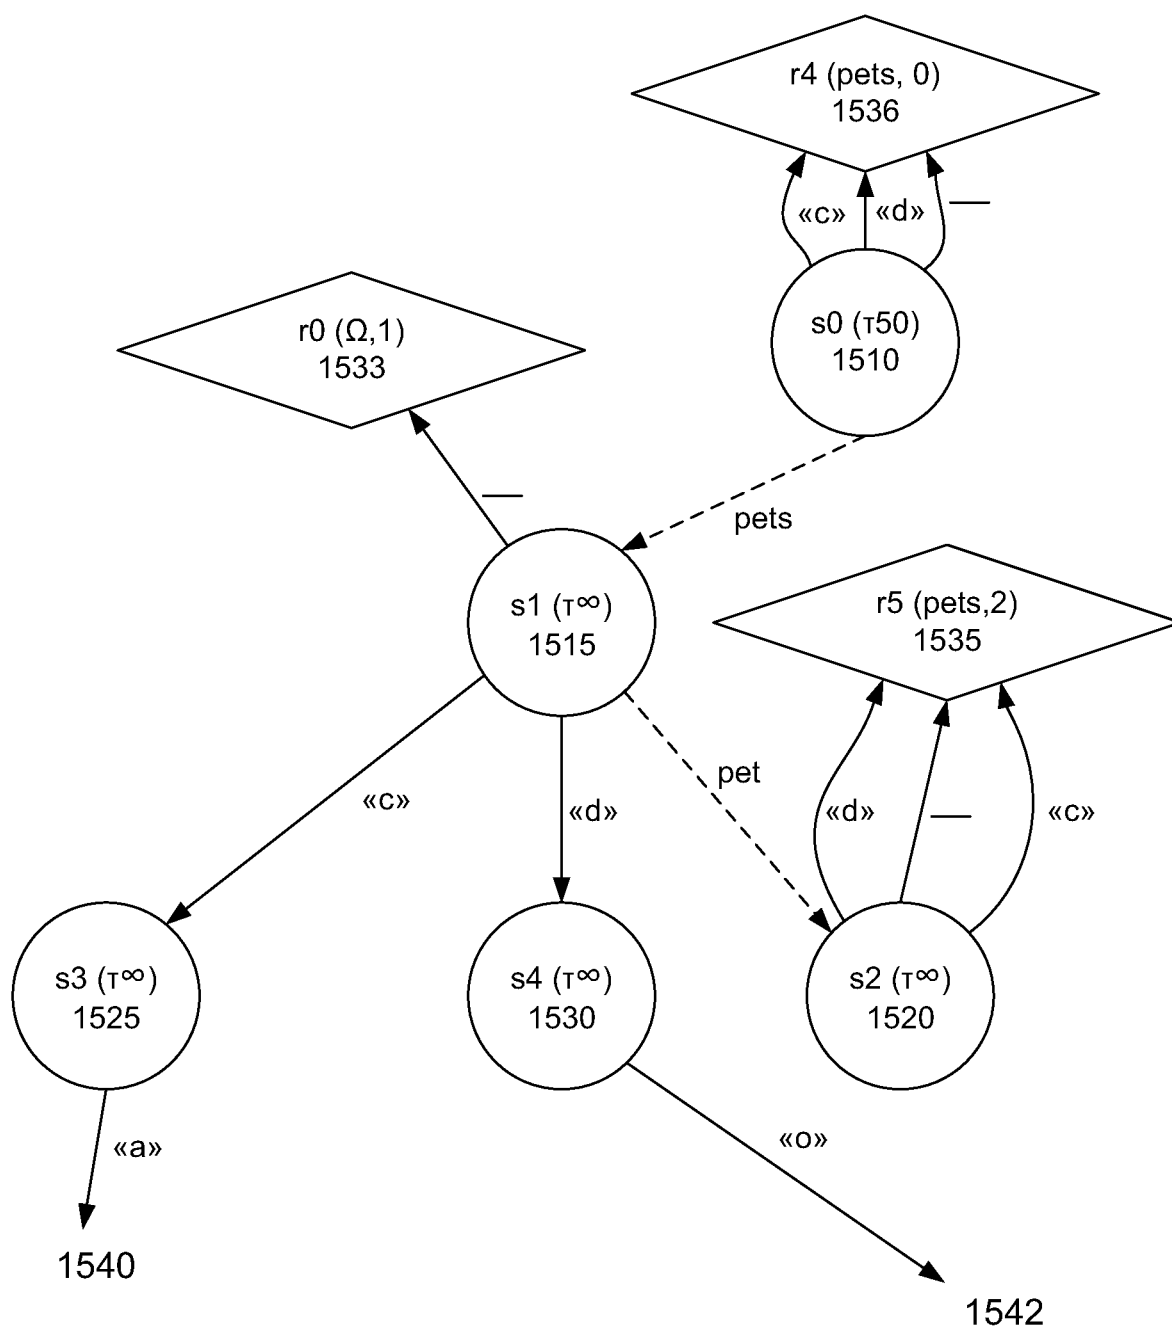 r4 (pets, 0)
1536
«c»
«d»
—
s0 (τ50)
1510
r0 (Ω,1)
1533
—
pets
s1 (τ∞)
1515
r5 (pets,2)
1535
«c»
«d»
pet
«d»
—
«c»
s3 (τ∞)
1525
s4 (τ∞)
1530
s2 (τ∞)
1520
«a»
«o»
1540
1542